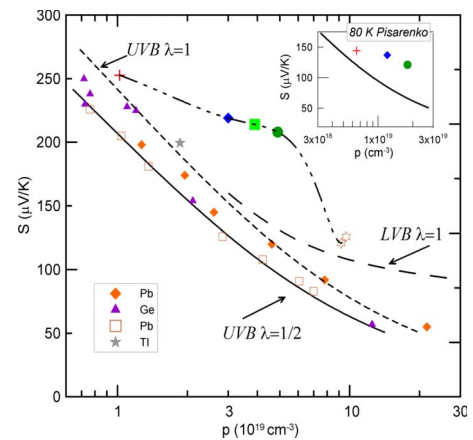 300
250
200
150
100
50
0
S (μV/K)
1
3
10
30
p (10¹⁹ cm⁻³)
UVB λ=1
LVB λ=1
UVB λ=1/2
Pb
Ge
Pb
Tl
80 K Pisarenko
150
100
50
S (μV/K)
3x10¹⁸
1x10¹⁹
3x10¹⁹
p (cm⁻³)